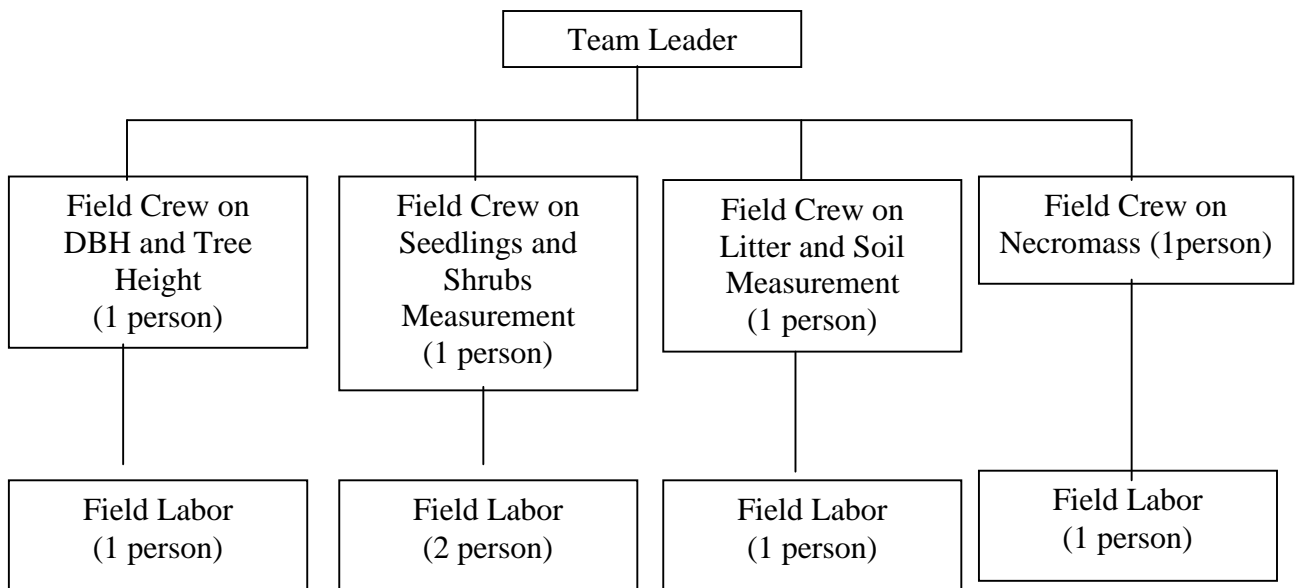 Team Leader
Field Crew on
DBH and Tree
Height
(1 person)
Field Crew on
Seedlings and
Shrubs
Measurement
(1 person)
Field Crew on
Litter and Soil
Measurement
(1 person)
Field Crew on
Necromass (1person)
Field Labor
(1 person)
Field Labor
(2 person)
Field Labor
(1 person)
Field Labor
(1 person)